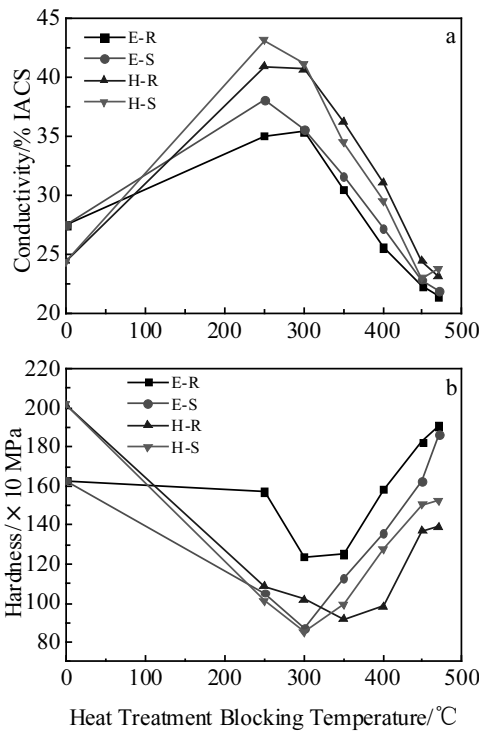 a
E-R
E-S
H-R
H-S
Conductivity/% IACS
45
40
35
30
25
20
0 100 200 300 400 500
b
E-R
E-S
H-R
H-S
Hardness/× 10 MPa
220
200
180
160
140
120
100
80
0 100 200 300 400 500
Heat Treatment Blocking Temperature/℃